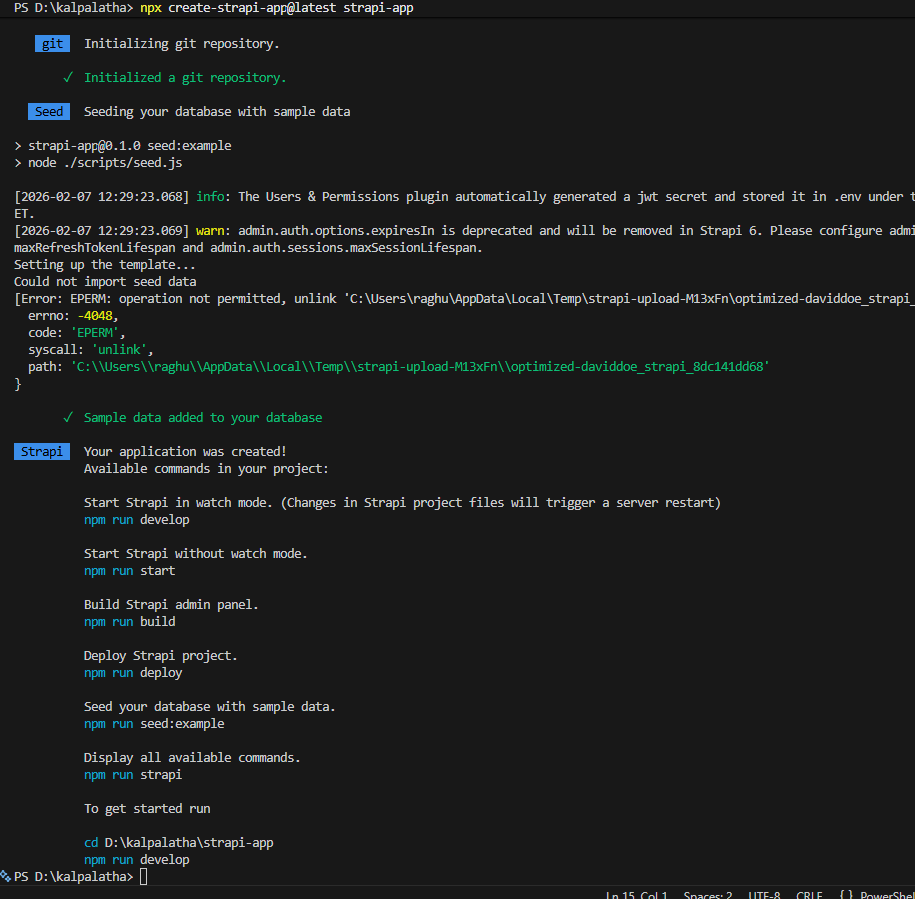 PS D:\kalpalatha> npx create-strapi-app@latest strapi-app
git Initializing git repository.
✓ Initialized a git repository.
Seed Seeding your database with sample data
> strapi-app@0.1.0 seed:example
> node ./scripts/seed.js
[2026-02-07 12:29:23.068] info: The Users & Permissions plugin automatically generated a jwt secret and stored it in .env under
ET.
[2026-02-07 12:29:23.069] warn: admin.auth.options.expiresIn is deprecated and will be removed in Strapi 6. Please configure admi
maxRefreshTokenLifespan and admin.auth.sessions.maxSessionLifespan.
Setting up the template...
Could not import seed data
[Error: EPERM: operation not permitted, unlink 'C:\Users\raghu\AppData\Local\Temp\strapi-upload-M13xFn\optimized-daviddoe_strapi_
errno: -4048,
code: 'EPERM',
syscall: 'unlink',
path: 'C:\\Users\\raghu\\AppData\\Local\\Temp\\strapi-upload-M13xFn\\optimized-daviddoe_strapi_8dc141dd68'
}
✓ Sample data added to your database
Strapi Your application was created!
Available commands in your project:
Start Strapi in watch mode. (Changes in Strapi project files will trigger a server restart)
npm run develop
Start Strapi without watch mode.
npm run start
Build Strapi admin panel.
npm run build
Deploy Strapi project.
npm run deploy
Seed your database with sample data.
npm run seed:example
Display all available commands.
npm run strapi
To get started run
cd D:\kalpalatha\strapi-app
npm run develop
PS D:\kalpalatha>
Ln 15, Col 1 Spaces: 2 UTF-8 CRLF {} PowerShel